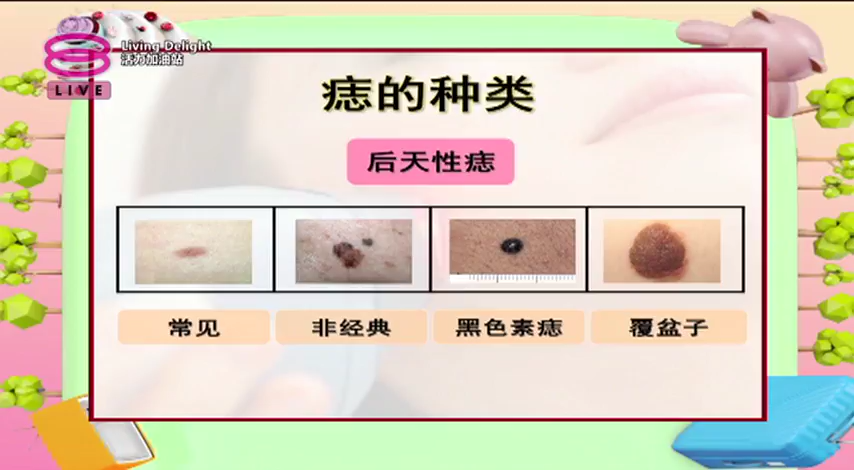 Living Delight
活力加油站
LIVE
痣的种类
后天性痣
常见
非经典
黑色素痣
覆盆子